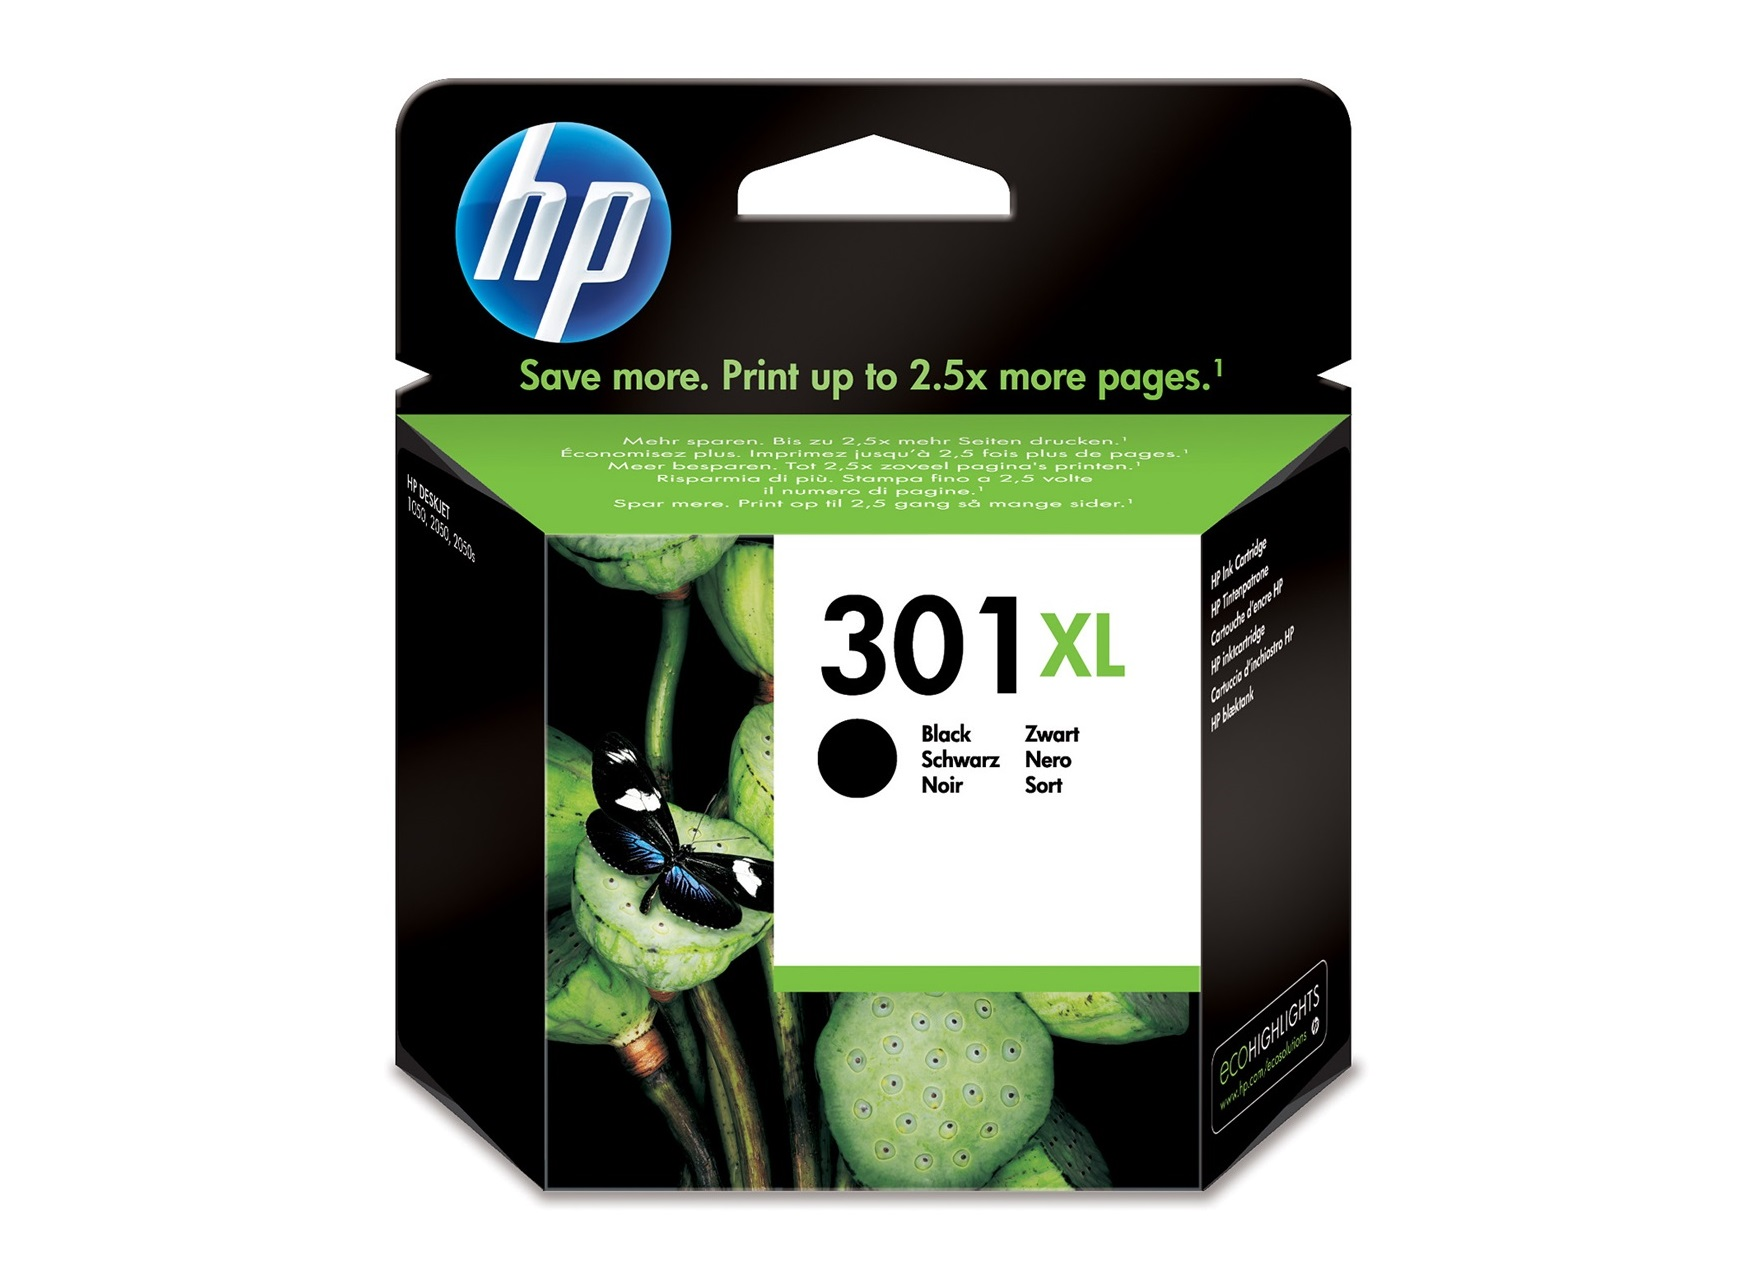 hp
Save more. Print up to 2.5x more pages.¹
Mehr sparen. Bis zu 2,5x mehr Seiten drucken.¹
Économisez plus. Imprimez jusqu'à 2,5 fois plus de pages.¹
Meer besparen. Tot 2,5x zoveel pagina's printen.¹
Risparmia di più. Stampa fino a 2,5 volte
il numero di pagine.¹
Spar mere. Print op til 2,5 gang så mange sider.¹
HP DESKJET
1050, 2050, 2050s
301XL
Black
Schwarz
Noir
Zwart
Nero
Sort
HP Ink Cartridge
HP Tintenpatrone
Cartouche d'encre HP
HP inktcartridge
Cartuccia d'inchiostro HP
HP blæktank
ecoHIGHLIGHTS
www.hp.com/ecosolutions
hp